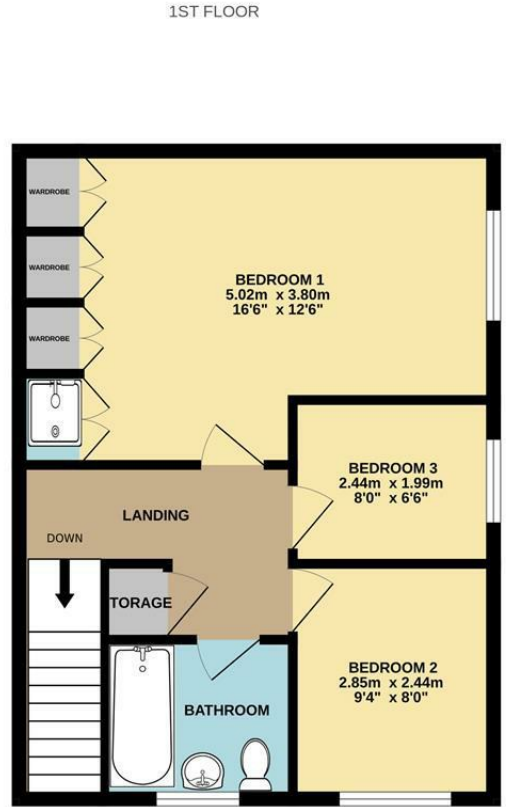 1ST FLOOR
WARDROBE
WARDROBE
WARDROBE
BEDROOM 1
5.02m x 3.80m
16'6" x 12'6"
BEDROOM 3
2.44m x 1.99m
8'0" x 6'6"
LANDING
DOWN
TORAGE
BEDROOM 2
2.85m x 2.44m
9'4" x 8'0"
BATHROOM